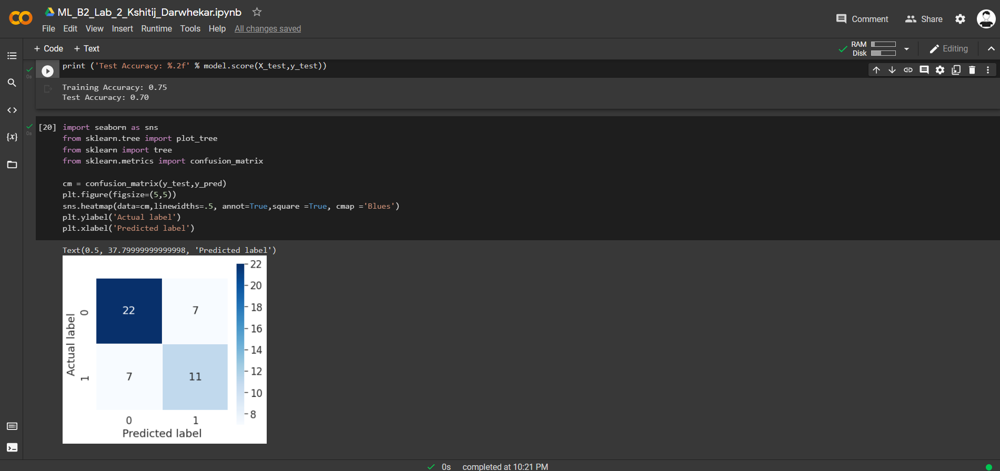 ML_B2_Lab_2_Kshitij_Darwhekar.ipynb
File Edit View Insert Runtime Tools Help All changes saved
Comment Share
+ Code + Text
RAM
Disk
Editing
print ('Test Accuracy: %.2f' % model.score(X_test,y_test))
0s
Training Accuracy: 0.75
Test Accuracy: 0.70
[20] import seaborn as sns
0s
from sklearn.tree import plot_tree
from sklearn import tree
from sklearn.metrics import confusion_matrix
cm = confusion_matrix(y_test,y_pred)
plt.figure(figsize=(5,5))
sns.heatmap(data=cm,linewidths=.5, annot=True,square =True, cmap ='Blues')
plt.ylabel('Actual label')
plt.xlabel('Predicted label')
Text(0.5, 37.79999999999998, 'Predicted label')
22
20
18
16
14
12
10
8
22 7
7 11
Actual label
0
1
0 1
Predicted label
0s completed at 10:21 PM